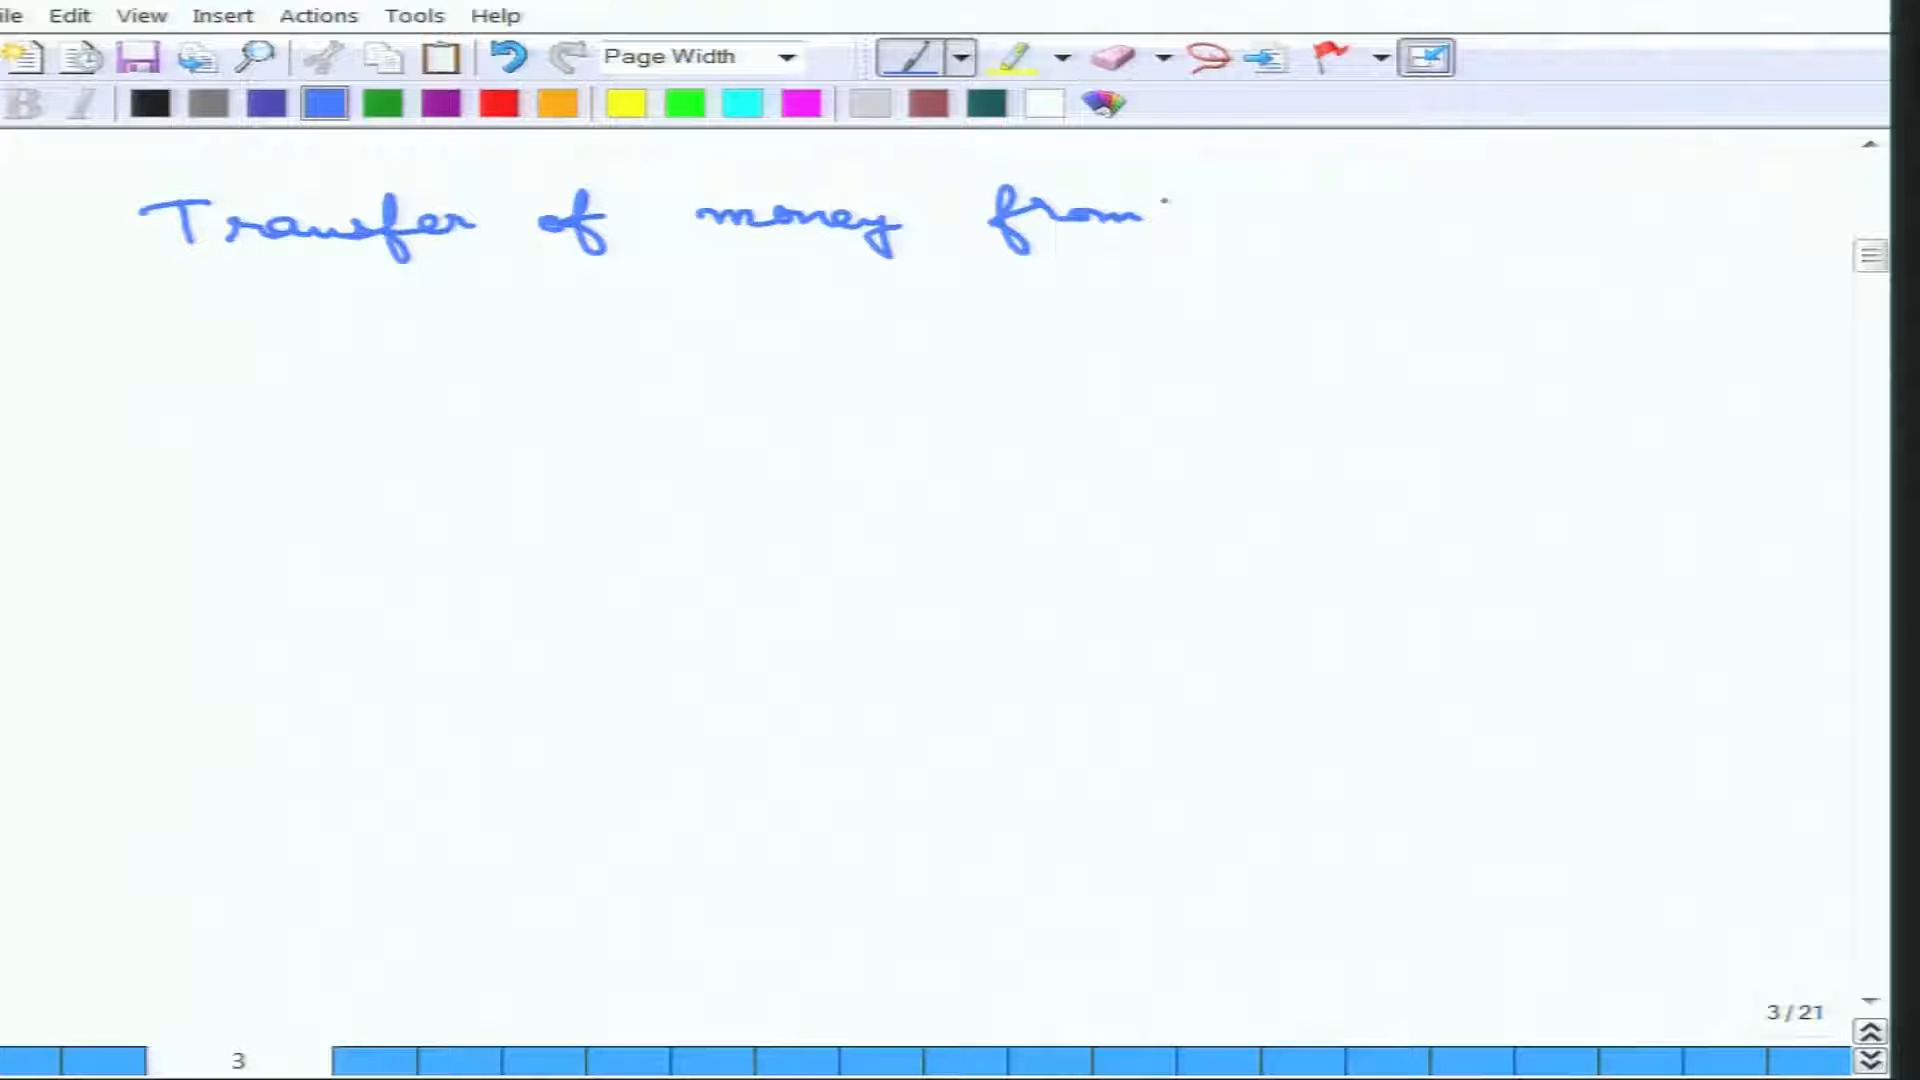 ile Edit View Insert Actions Tools Help
Page Width
B I
Transfer of money from
3 / 21
3